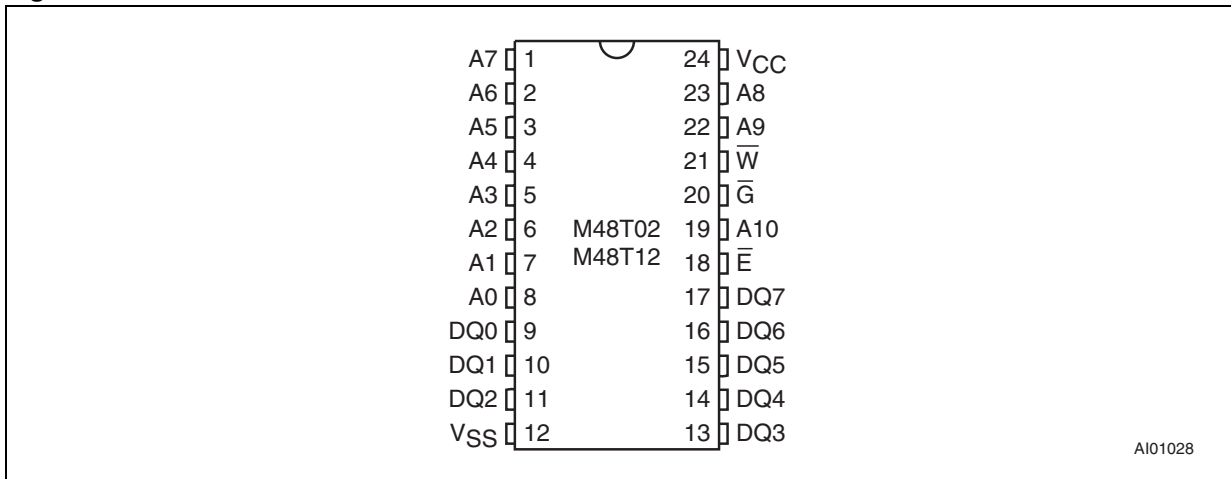 A7 1 24 VCC
A6 2 23 A8
A5 3 22 A9
A4 4 21 W̅
A3 5 20 G̅
A2 6 M48T02 19 A10
A1 7 M48T12 18 E̅
A0 8 17 DQ7
DQ0 9 16 DQ6
DQ1 10 15 DQ5
DQ2 11 14 DQ4
VSS 12 13 DQ3
AI01028